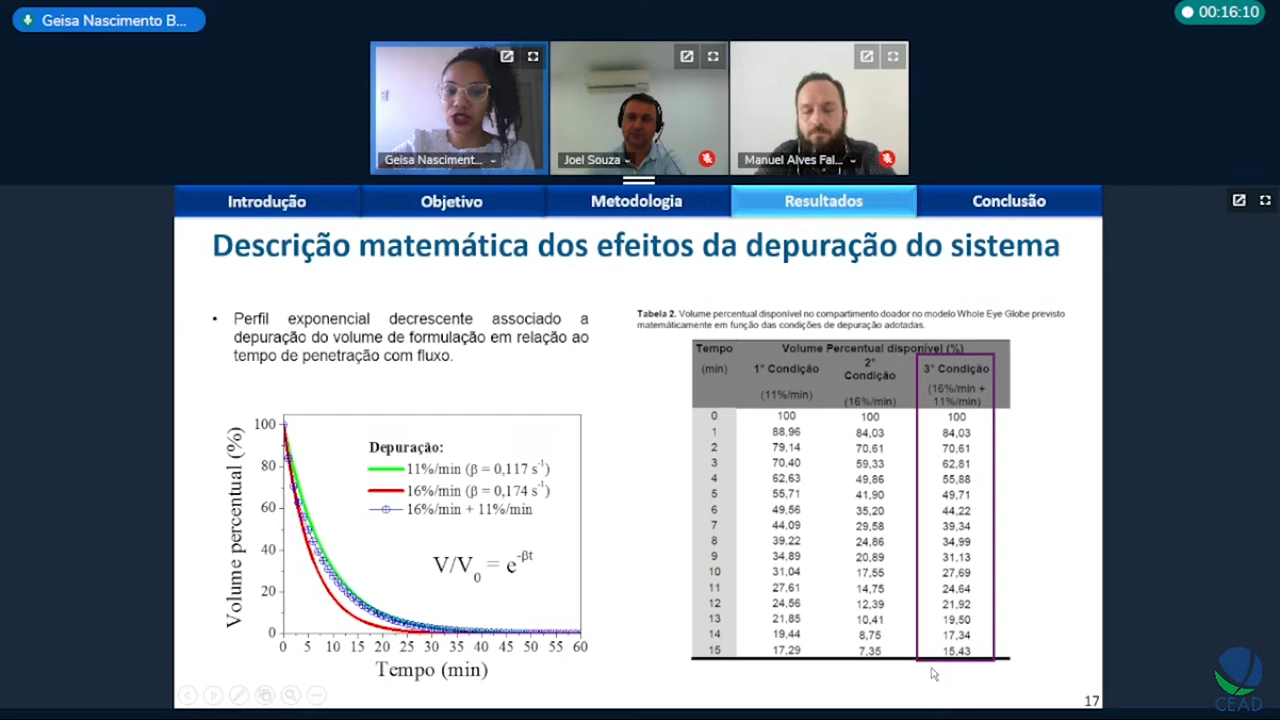 Geisa Nascimento B...
00:16:10
Geisa Nasciment...
Joel Souza
Manuel Alves Fal...
Introdução
Objetivo
Metodologia
Resultados
Conclusão
Descrição matemática dos efeitos da depuração do sistema
• Perfil exponencial decrescente associado a
depuração do volume de formulação em relação ao
tempo de penetração com fluxo.
Volume percentual (%)
100
80
60
40
20
0
Depuração:
11%/min (β = 0,117 s⁻¹)
16%/min (β = 0,174 s⁻¹)
16%/min + 11%/min
V/V₀ = e^-βt
0 5 10 15 20 25 30 35 40 45 50 55 60
Tempo (min)
Tabela 2. Volume percentual disponível no compartimento doador no modelo Whole Eye Globe previsto
matemáticamente em função das condições de depuração adotadas.
Tempo Volume Percentual disponível (%)
(min) 1° Condição 2° Condição 3° Condição
(11%/min) (16%/min) (16%/min + 11%/min)
0 100 100 100
1 88,96 84,03 84,03
2 79,14 70,61 70,61
3 70,40 59,33 62,81
4 62,63 49,86 55,88
5 55,71 41,90 49,71
6 49,56 35,20 44,22
7 44,09 29,58 39,34
8 39,22 24,86 34,99
9 34,89 20,89 31,13
10 31,04 17,55 27,69
11 27,61 14,75 24,64
12 24,56 12,39 21,92
13 21,85 10,41 19,50
14 19,44 8,75 17,34
15 17,29 7,35 15,43
17
CEAD